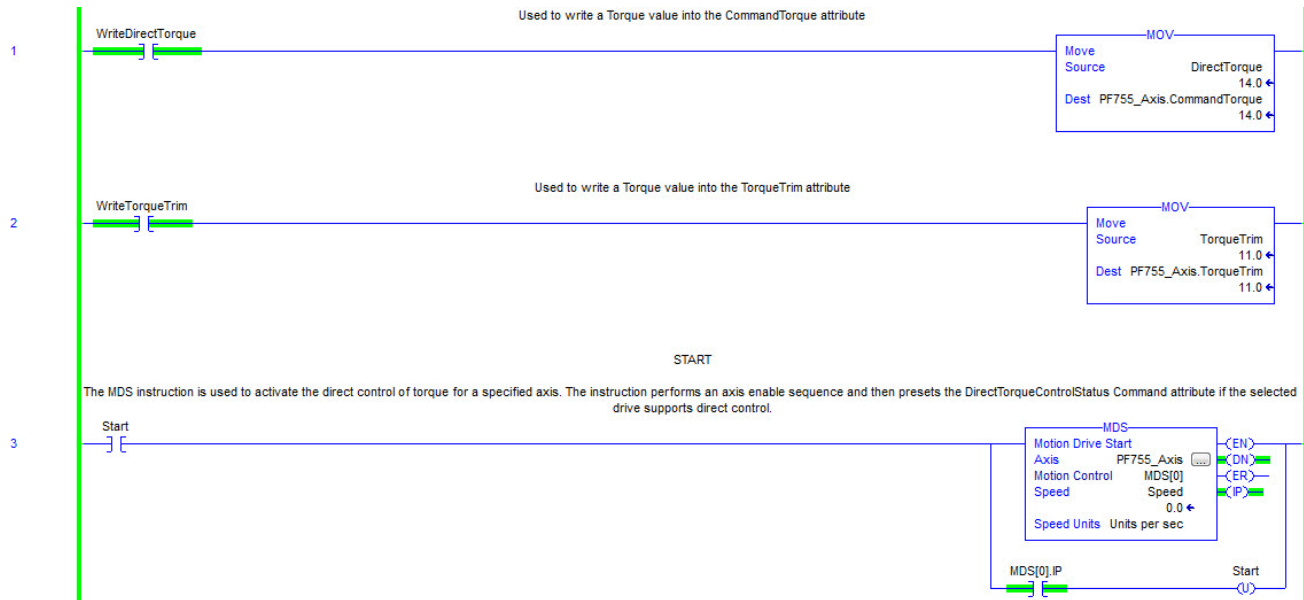 Used to write a Torque value into the CommandTorque attribute
WriteDirectTorque
1
MOV
Move
Source DirectTorque
14.0
Dest PF755_Axis.CommandTorque
14.0
Used to write a Torque value into the TorqueTrim attribute
WriteTorqueTrim
2
MOV
Move
Source TorqueTrim
11.0
Dest PF755_Axis.TorqueTrim
11.0
START
The MDS instruction is used to activate the direct control of torque for a specified axis. The instruction performs an axis enable sequence and then presets the DirectTorqueControlStatus Command attribute if the selected
drive supports direct control.
Start
3
MDS
Motion Drive Start (EN)
Axis PF755_Axis ... (DN)
Motion Control MDS[0] (ER)
Speed Speed (IP)
0.0
Speed Units Units per sec
MDS[0].IP Start
(U)